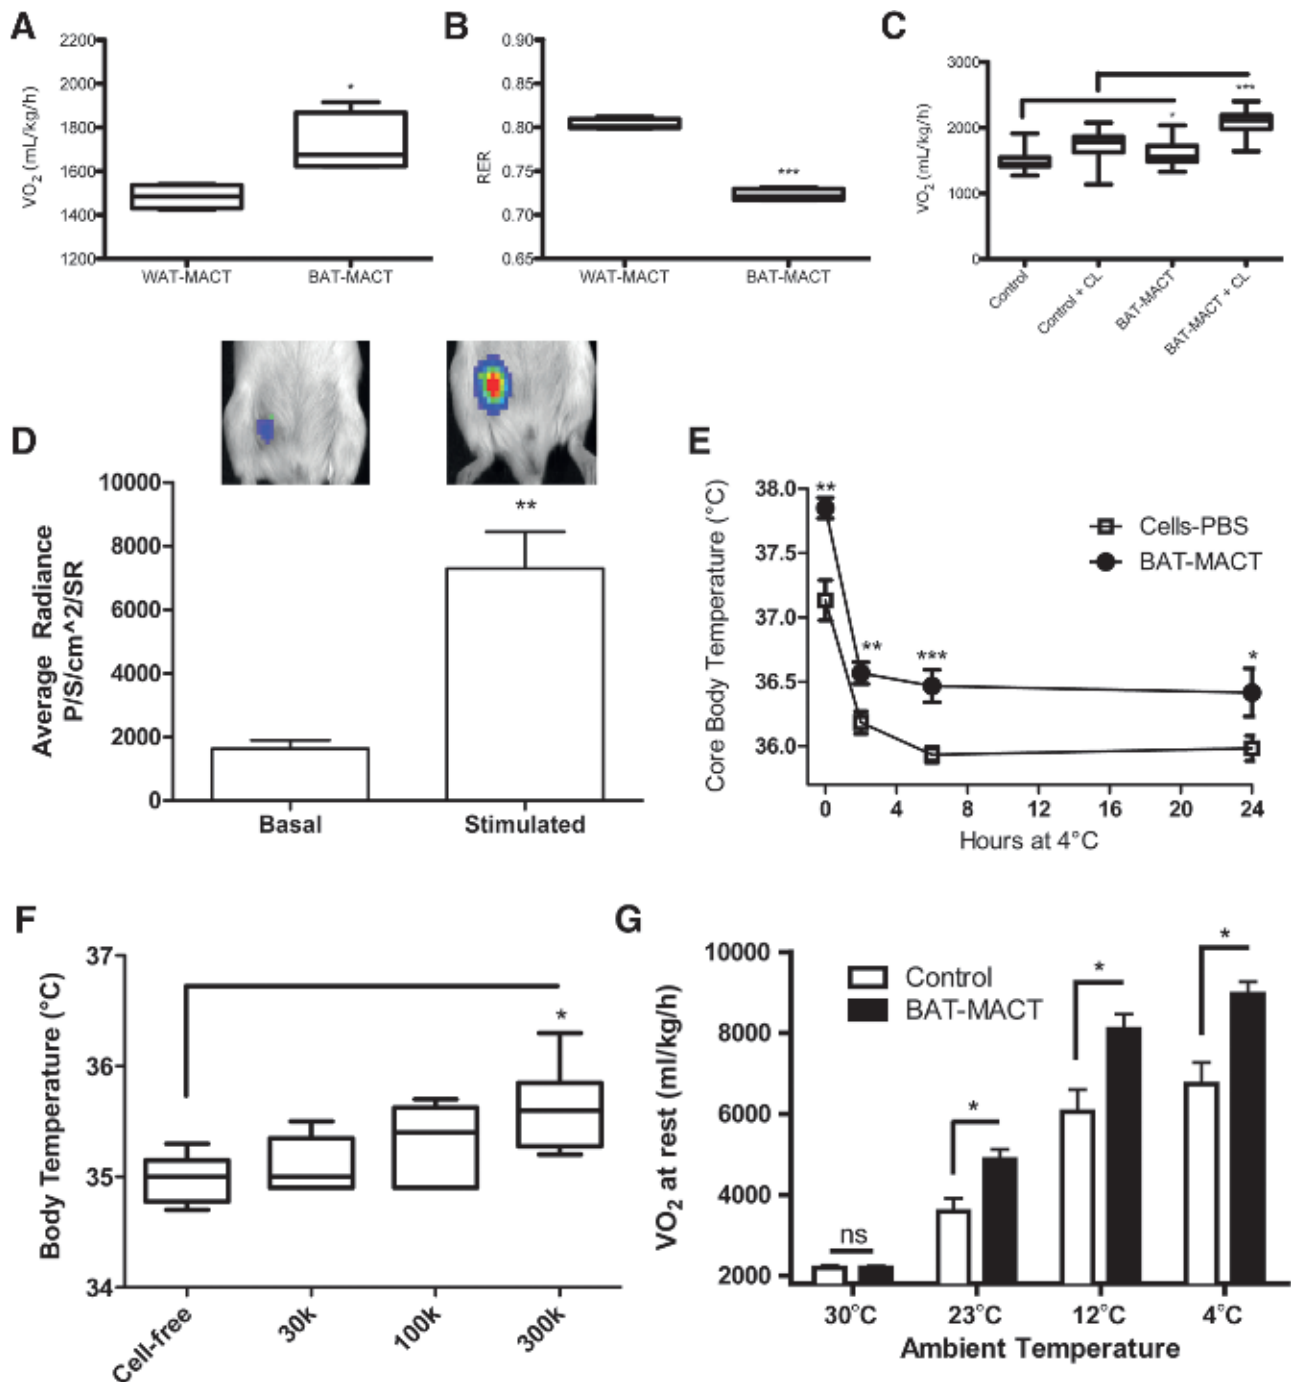 A
2200
2000
1800
1600
1400
1200
VO2 (mL/kg/h)
*
WAT-MACT
BAT-MACT
B
0.90
0.85
0.80
0.75
0.70
0.65
RER
***
WAT-MACT
BAT-MACT
C
3000
2000
1000
0
VO2 (mL/kg/h)
*
***
Control
Control + CL
BAT-MACT
BAT-MACT + CL
D
10000
8000
6000
4000
2000
0
Average Radiance
P/S/cm^2/SR
**
Basal
Stimulated
E
38.0
37.5
37.0
36.5
36.0
Core Body Temperature (°C)
**
**
***
*
Cells-PBS
BAT-MACT
0 4 8 12 16 20 24
Hours at 4°C
F
37
36
35
34
Body Temperature (°C)
*
Cell-free
30k
100k
300k
G
10000
8000
6000
4000
2000
VO2 at rest (ml/kg/h)
Control
BAT-MACT
ns
*
*
*
30°C
23°C
12°C
4°C
Ambient Temperature